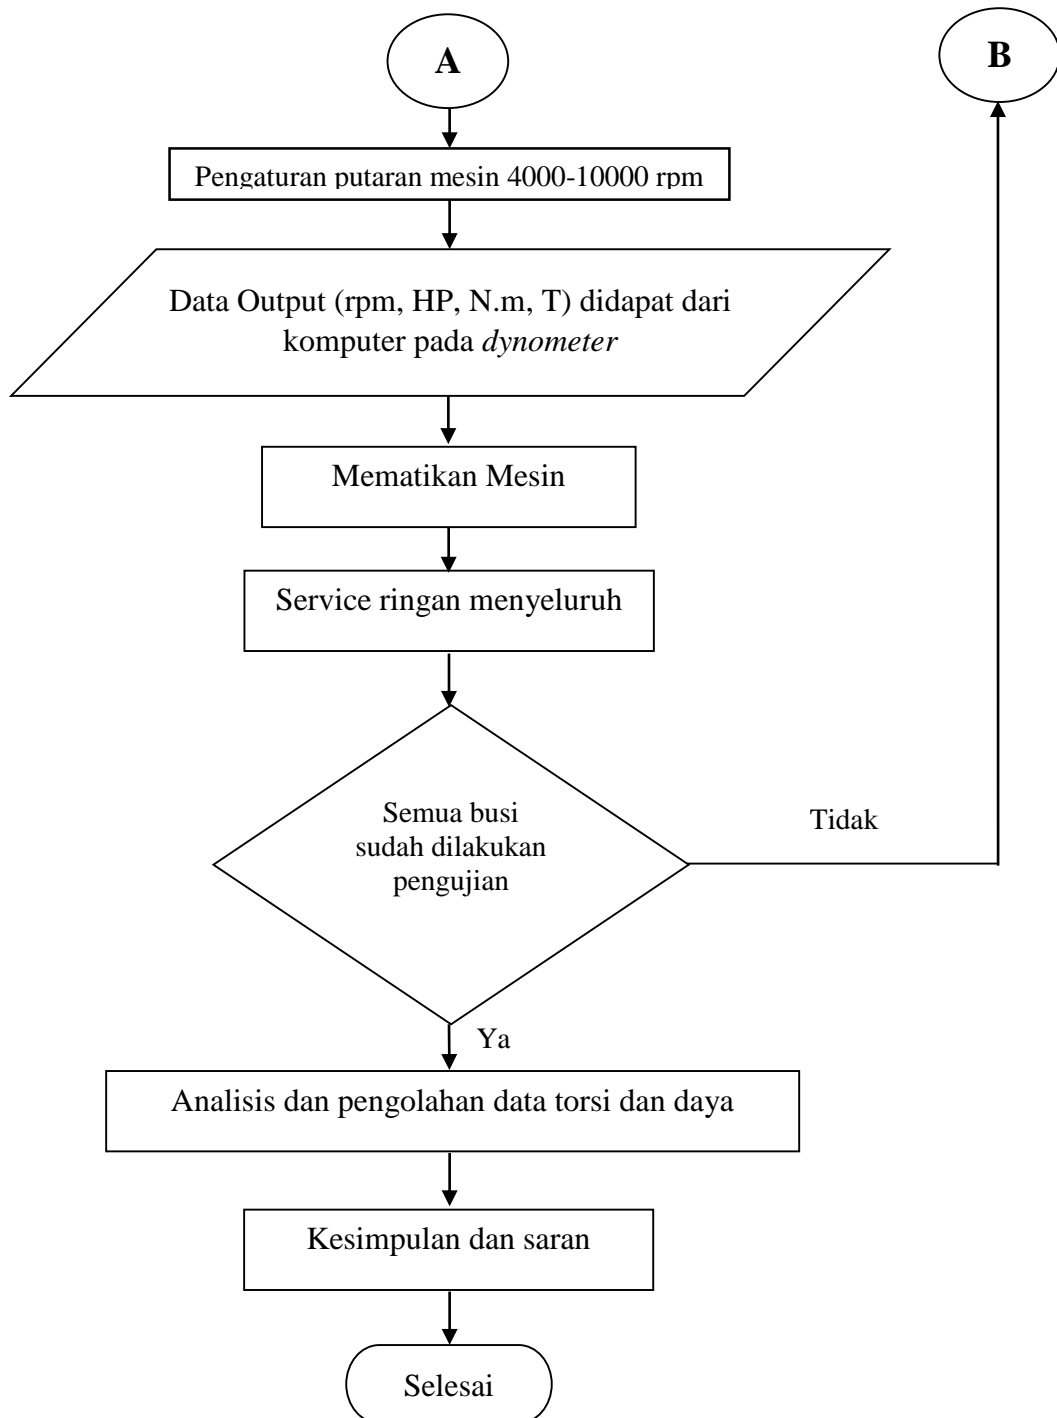 A
B
Pengaturan putaran mesin 4000-10000 rpm
Data Output (rpm, HP, N.m, T) didapat dari
komputer pada dynometer
Mematikan Mesin
Service ringan menyeluruh
Semua busi
sudah dilakukan
pengujian
Tidak
Ya
Analisis dan pengolahan data torsi dan daya
Kesimpulan dan saran
Selesai